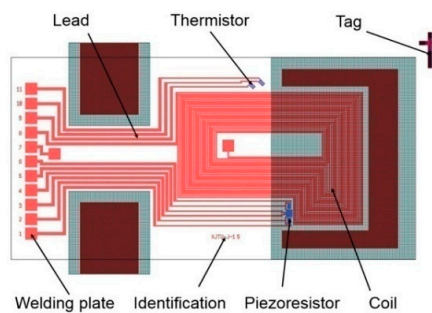 Lead
Thermistor
Tag
11
10
9
8
7
6
5
4
3
2
1
Welding plate
Identification
Piezoresistor
Coil